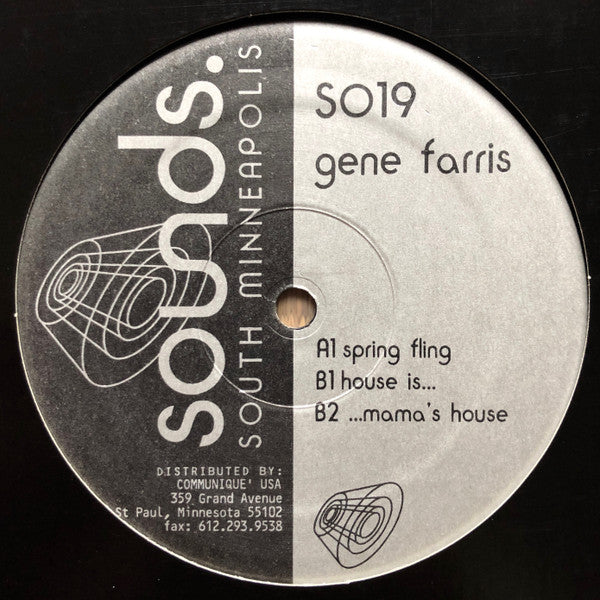 sounds.
SOUTH MINNEAPOLIS
SO19
gene farris
A1 spring fling
B1 house is...
B2 ...mama's house
DISTRIBUTED BY:
COMMUNIQUE' USA
359 Grand Avenue
St Paul, Minnesota 55102
fax: 612.293.9538